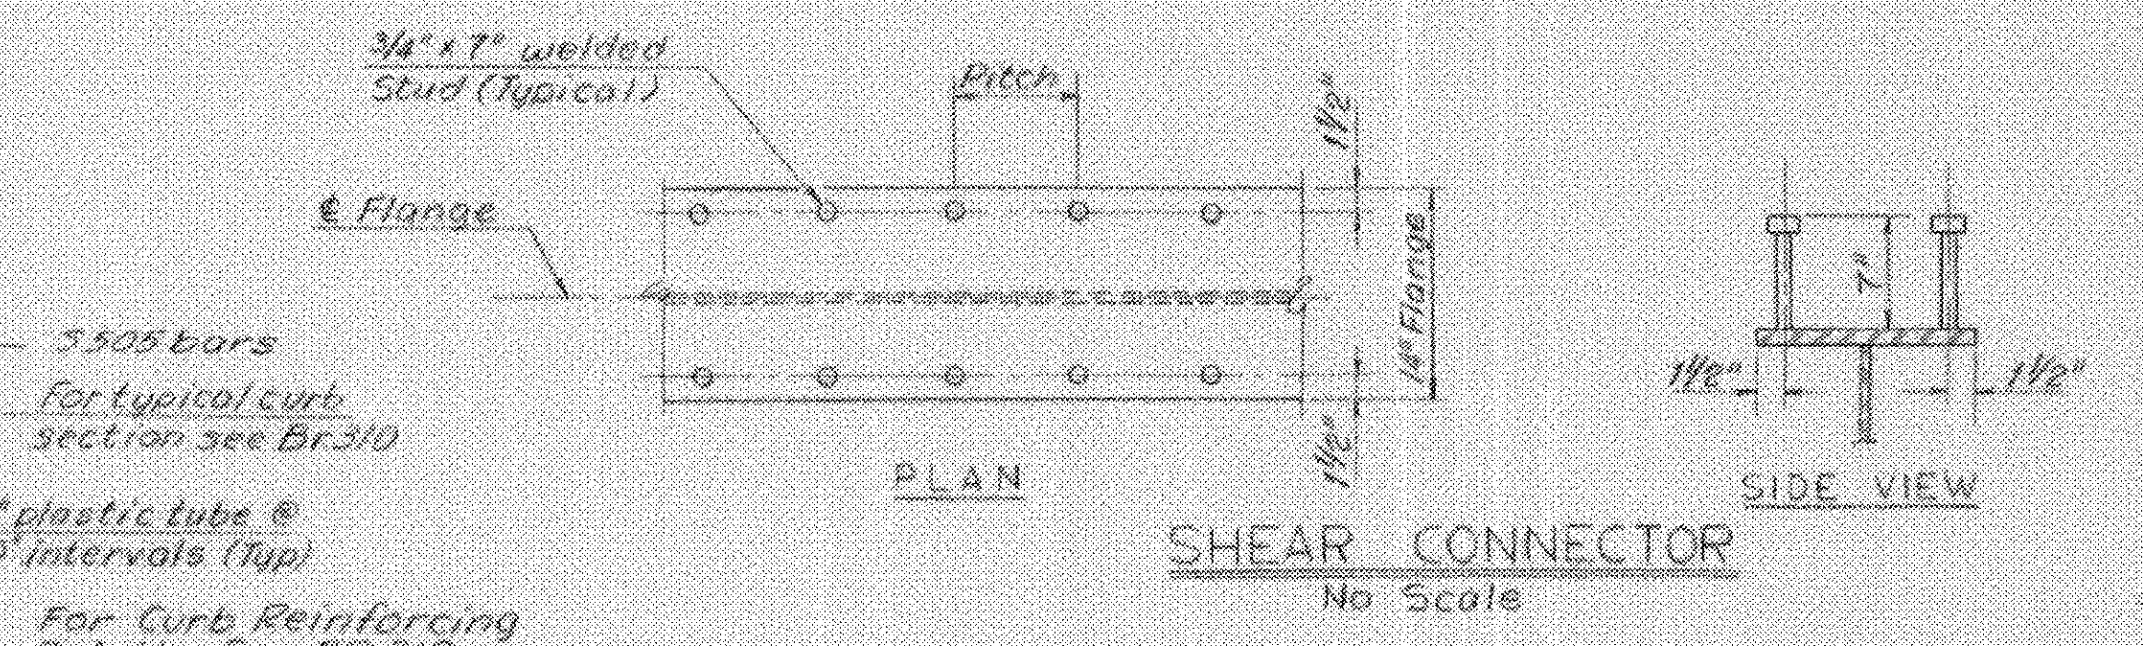 3/4" x 7" welded
Stud (Typical)
Pitch
1 1/2"
℄ Flange
14" Flange
7"
5505 bars
For typical curb
section see Br310
1 1/2"
1 1/2"
1 1/2"
PLAN
SIDE VIEW
plastic tube @
intervals (Typ)
SHEAR CONNECTOR
No Scale
For Curb Reinforcing